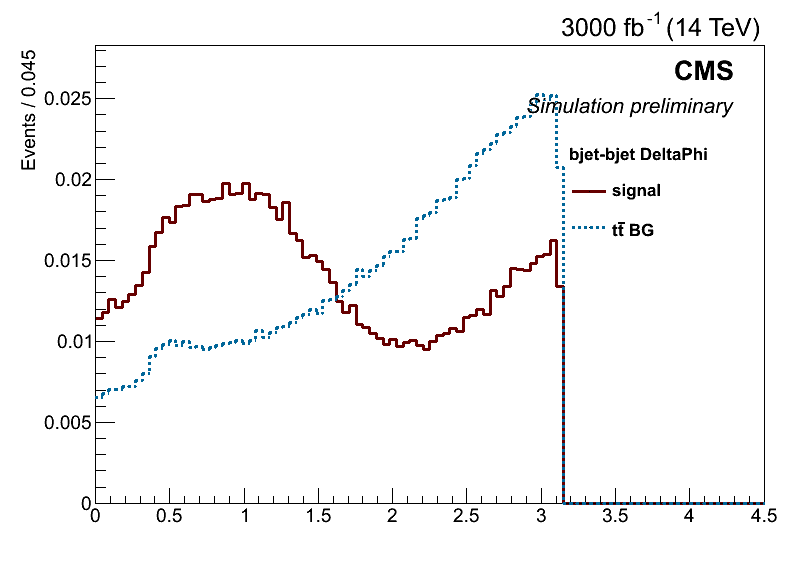 3000 fb-1 (14 TeV)
Events / 0.045
CMS
Simulation preliminary
bjet-bjet DeltaPhi
signal
tt̄ BG
0.025
0.02
0.015
0.01
0.005
0
0 0.5 1 1.5 2 2.5 3 3.5 4 4.5